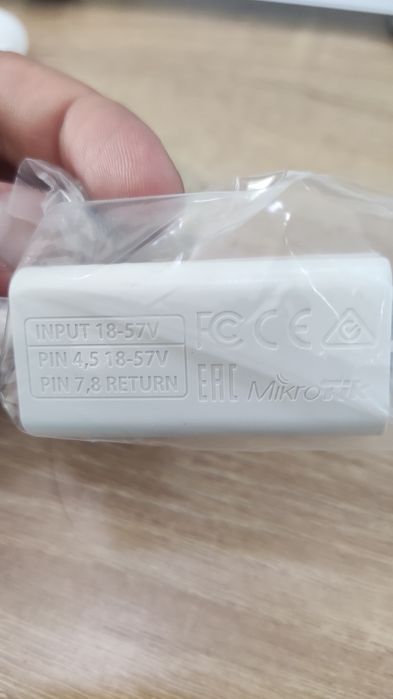 INPUT 18-57V
PIN 4,5 18-57V
PIN 7,8 RETURN
FC CE
EAC MikroTik